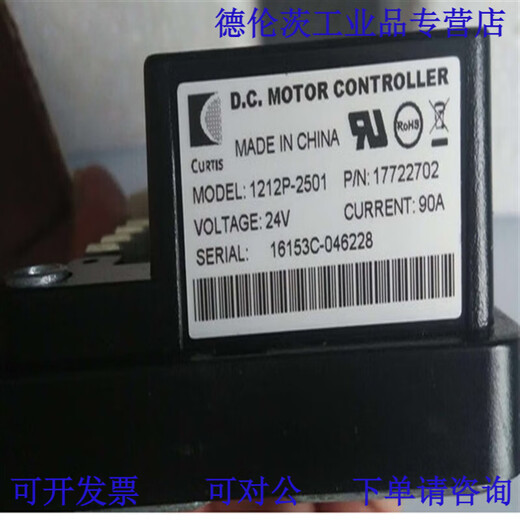 德伦茨工业品专营店
D.C. MOTOR CONTROLLER
CURTIS
MADE IN CHINA
RU
RoHS
MODEL: 1212P-2501 P/N: 17722702
VOLTAGE: 24V CURRENT: 90A
SERIAL: 16153C-046228
可开发票 可对公 下单请咨询